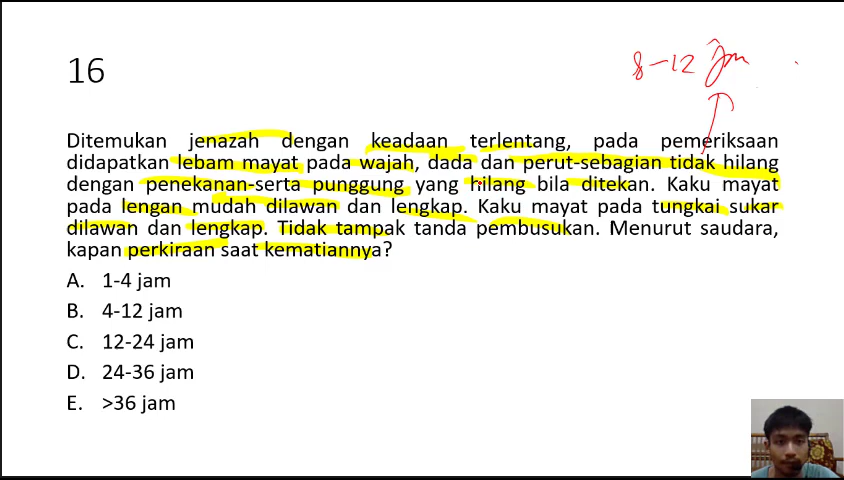 16
8-12 jam
Ditemukan jenazah dengan keadaan terlentang, pada pemeriksaan
didapatkan lebam mayat pada wajah, dada dan perut-sebagian tidak hilang
dengan penekanan-serta punggung yang hilang bila ditekan. Kaku mayat
pada lengan mudah dilawan dan lengkap. Kaku mayat pada tungkai sukar
dilawan dan lengkap. Tidak tampak tanda pembusukan. Menurut saudara,
kapan perkiraan saat kematiannya?
A. 1-4 jam
B. 4-12 jam
C. 12-24 jam
D. 24-36 jam
E. >36 jam